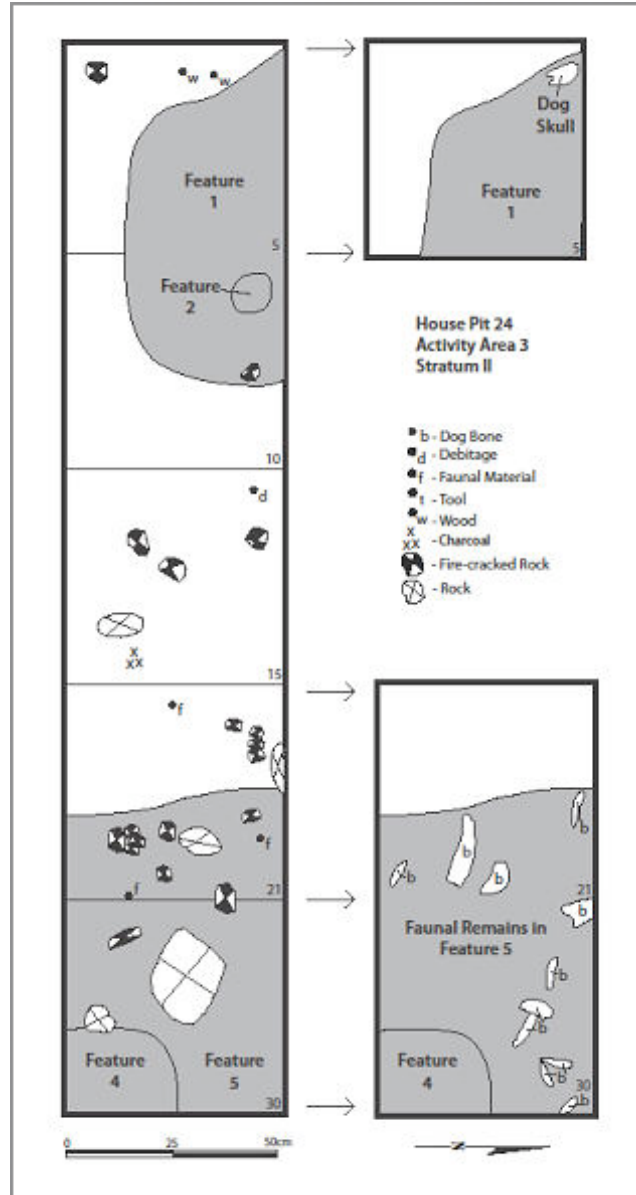 w
w
Feature
1
5
Feature
2
10
d
x
xx
15
f
f
21
f
Feature
4
Feature
5
30
0 25 50cm
Dog
Skull
Feature
1
5
House Pit 24
Activity Area 3
Stratum II
b - Dog Bone
d - Debitage
f - Faunal Material
t - Tool
w - Wood
x
xx - Charcoal
- Fire-cracked Rock
- Rock
b
b
b
b
21
b
Faunal Remains in
Feature 5
b
b
Feature
4
b
30
b
N